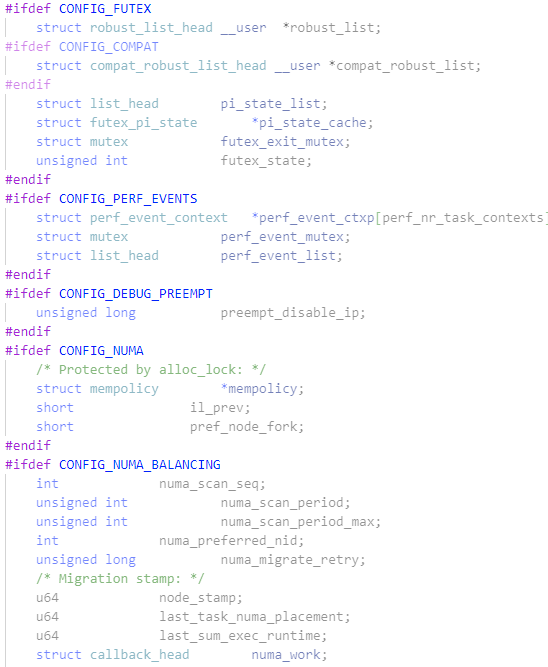 #ifdef CONFIG_FUTEX
struct robust_list_head __user *robust_list;
#ifdef CONFIG_COMPAT
struct compat_robust_list_head __user *compat_robust_list;
#endif
struct list_head pi_state_list;
struct futex_pi_state *pi_state_cache;
struct mutex futex_exit_mutex;
unsigned int futex_state;
#endif
#ifdef CONFIG_PERF_EVENTS
struct perf_event_context *perf_event_ctxp[perf_nr_task_contexts]
struct mutex perf_event_mutex;
struct list_head perf_event_list;
#endif
#ifdef CONFIG_DEBUG_PREEMPT
unsigned long preempt_disable_ip;
#endif
#ifdef CONFIG_NUMA
/* Protected by alloc_lock: */
struct mempolicy *mempolicy;
short il_prev;
short pref_node_fork;
#endif
#ifdef CONFIG_NUMA_BALANCING
int numa_scan_seq;
unsigned int numa_scan_period;
unsigned int numa_scan_period_max;
int numa_preferred_nid;
unsigned long numa_migrate_retry;
/* Migration stamp: */
u64 node_stamp;
u64 last_task_numa_placement;
u64 last_sum_exec_runtime;
struct callback_head numa_work;